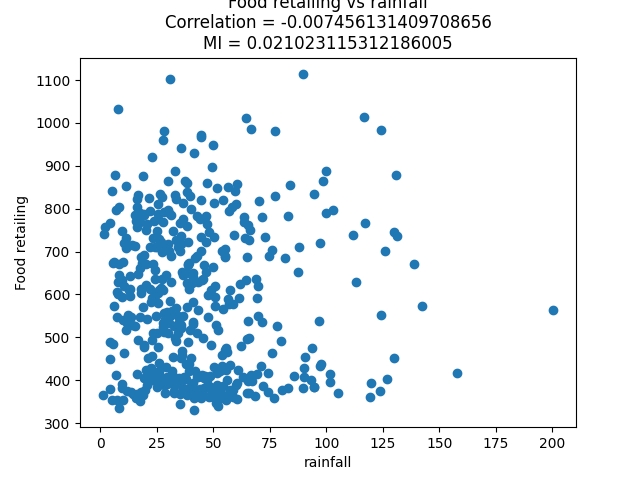 Food retailing vs rainfall
Correlation = -0.007456131409708656
MI = 0.021023115312186005
1100
1000
900
800
700
600
500
400
300
Food retailing
0 25 50 75 100 125 150 175 200
rainfall